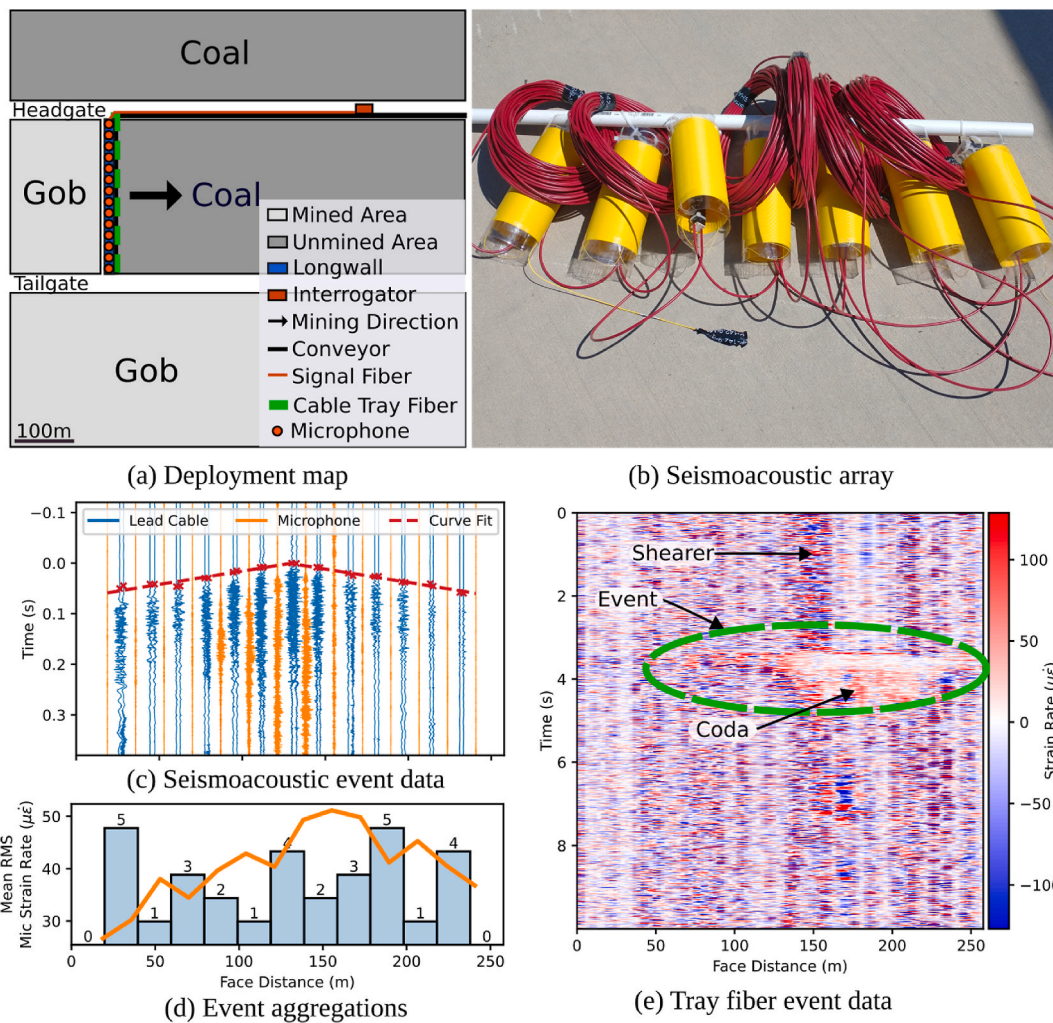 Coal
Headgate
Gob
Coal
Mined Area
Unmined Area
Longwall
Interrogator
Mining Direction
Conveyor
Signal Fiber
Cable Tray Fiber
Microphone
Tailgate
Gob
100m
(a) Deployment map
(b) Seismoacoustic array
Lead Cable Microphone Curve Fit
−0.1
0.0
0.1
0.2
0.3
Time (s)
(c) Seismoacoustic event data
50
40
30
Mean RMS
Mic Strain Rate (με̇)
0 5 1 3 2 1 4 2 3 5 1 4 0
0 50 100 150 200 250
Face Distance (m)
(d) Event aggregations
0
2
4
6
8
Time (s)
Shearer
Event
Coda
0 50 100 150 200 250
Face Distance (m)
100
50
0
−50
−100
Strain Rate (με̇)
(e) Tray fiber event data